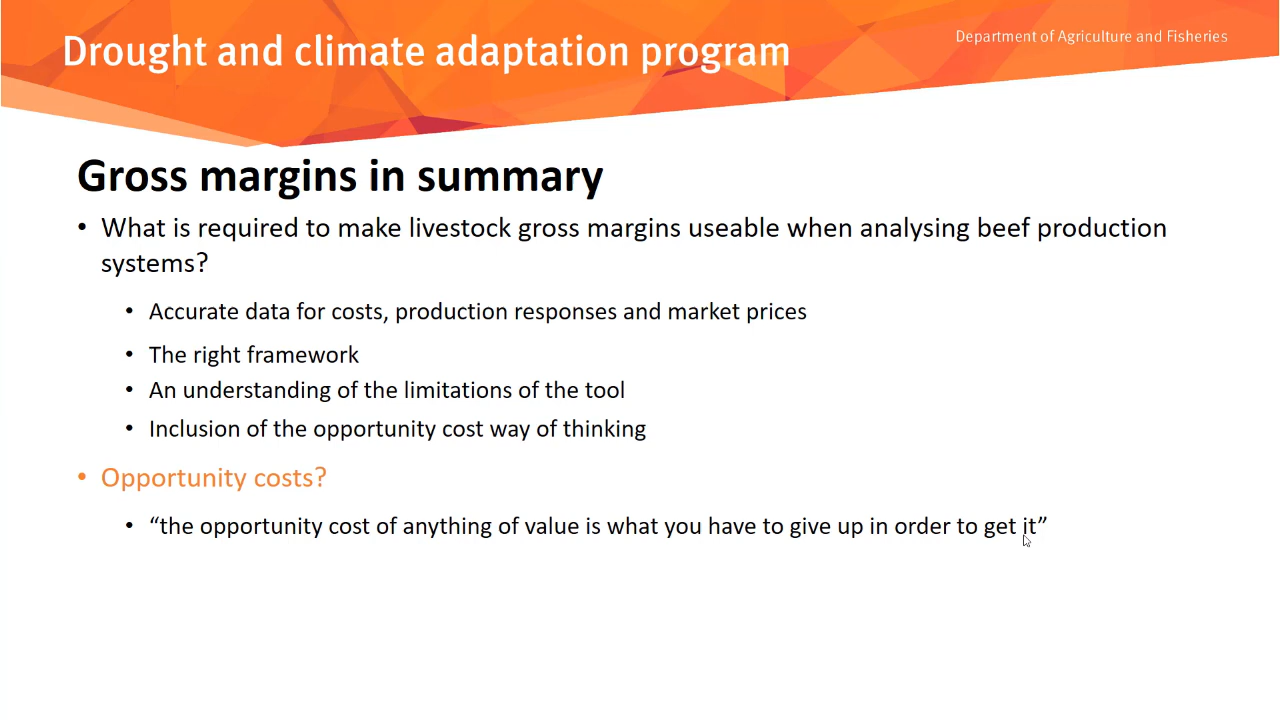 Drought and climate adaptation program
Department of Agriculture and Fisheries
Gross margins in summary
• What is required to make livestock gross margins useable when analysing beef production
systems?
• Accurate data for costs, production responses and market prices
• The right framework
• An understanding of the limitations of the tool
• Inclusion of the opportunity cost way of thinking
• Opportunity costs?
• “the opportunity cost of anything of value is what you have to give up in order to get it”